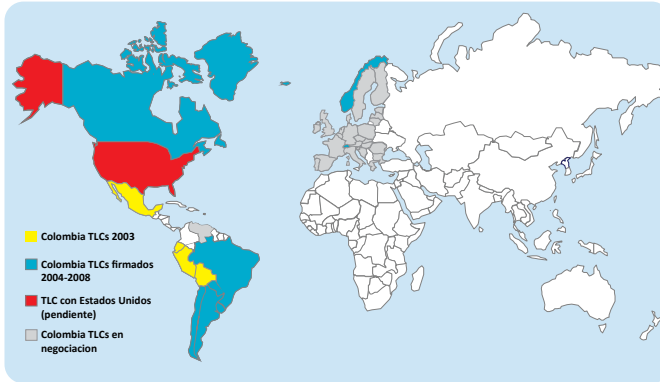 Colombia TLCs 2003
Colombia TLCs firmados
2004-2008
TLC con Estados Unidos
(pendiente)
Colombia TLCs en
negociacion